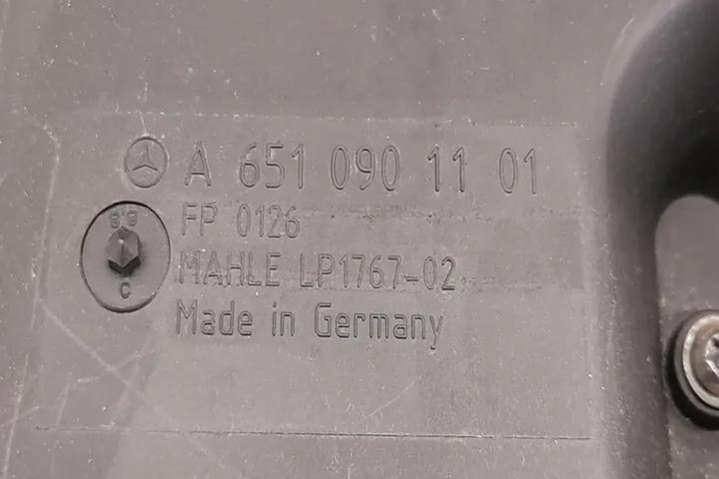 A 651 090 11 01
FP 0126
MAHLE LP1767-02
Made in Germany
C